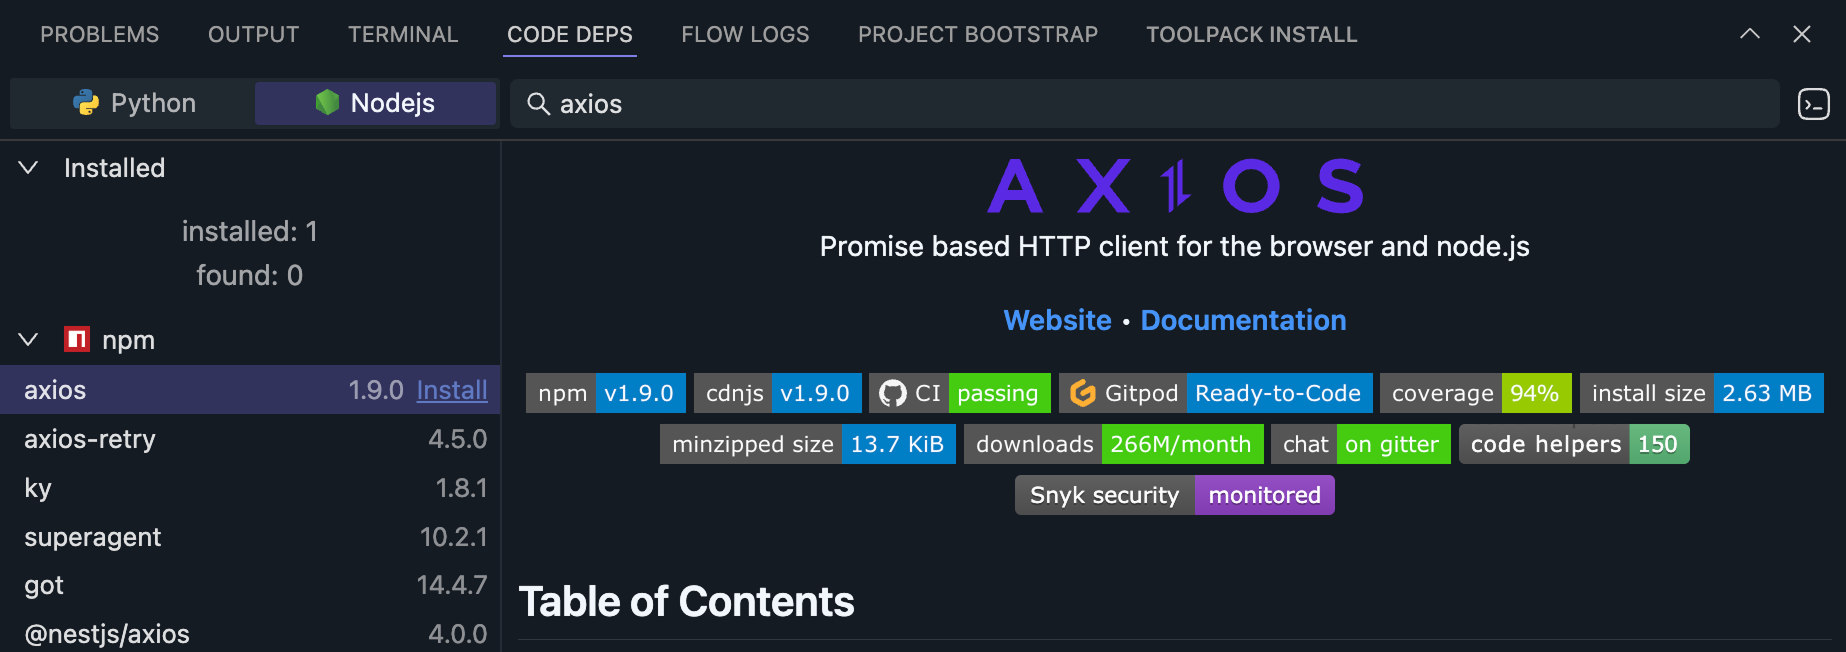 PROBLEMS OUTPUT TERMINAL CODE DEPS FLOW LOGS PROJECT BOOTSTRAP TOOLPACK INSTALL
Python Nodejs axios
Installed
installed: 1
found: 0
npm
axios 1.9.0 Install
axios-retry 4.5.0
ky 1.8.1
superagent 10.2.1
got 14.4.7
@nestjs/axios 4.0.0
AXIOS
Promise based HTTP client for the browser and node.js
Website • Documentation
npm v1.9.0 cdnjs v1.9.0 CI passing Gitpod Ready-to-Code coverage 94% install size 2.63 MB
minzipped size 13.7 KiB downloads 266M/month chat on gitter code helpers 150
Snyk security monitored
Table of Contents